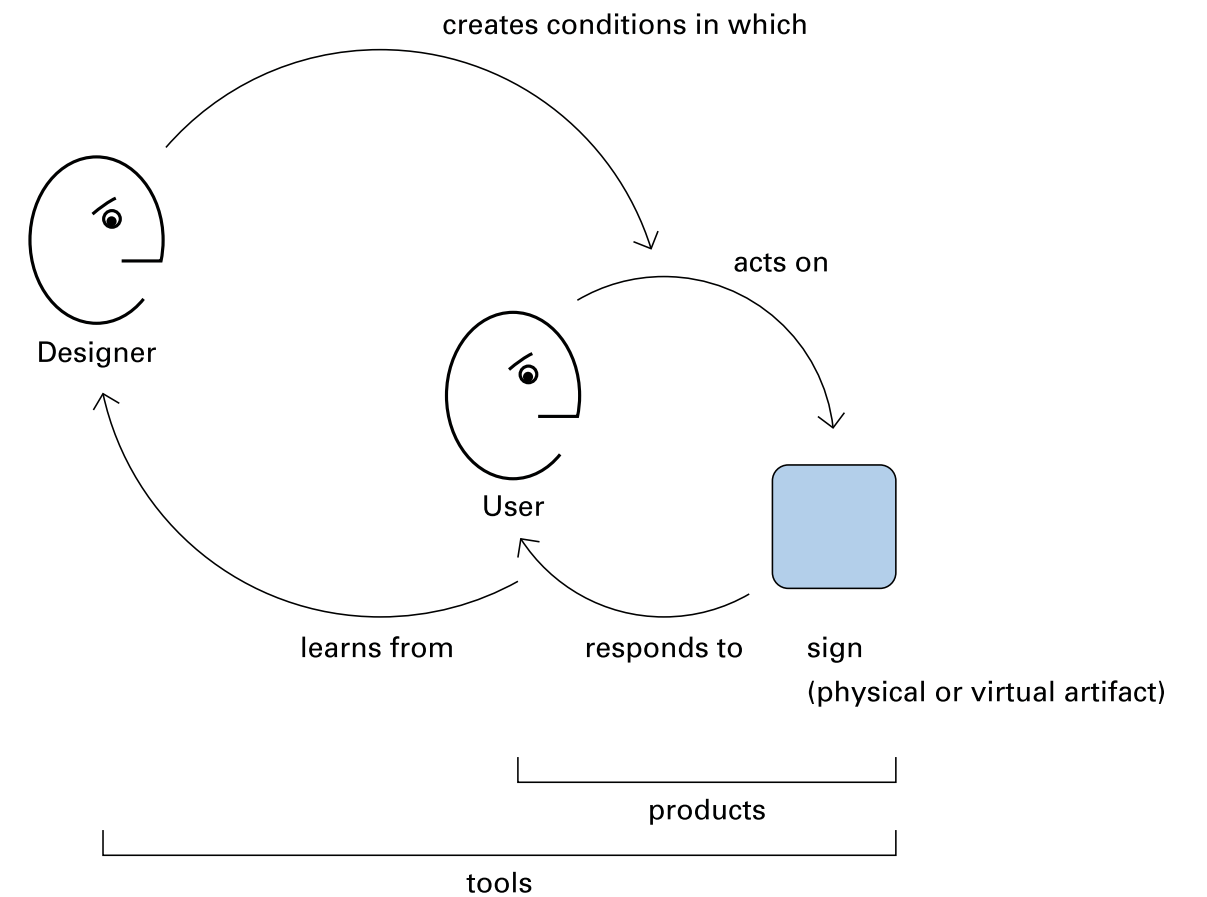 creates conditions in which
acts on
Designer
User
learns from
responds to
sign
(physical or virtual artifact)
products
tools